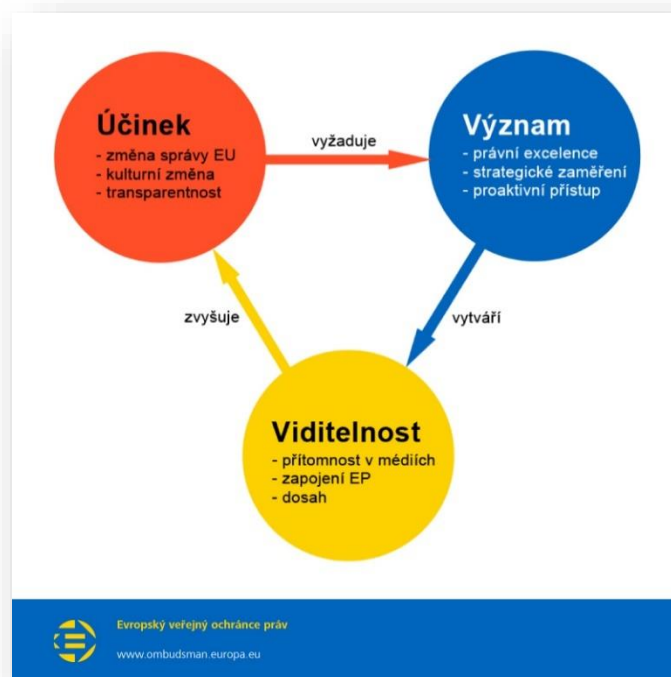 Účinek
- změna správy EU
- kulturní změna
- transparentnost
vyžaduje
Význam
- právní excelence
- strategické zaměření
- proaktivní přístup
zvyšuje
vytváří
Viditelnost
- přítomnost v médiích
- zapojení EP
- dosah
Evropský veřejný ochránce práv
www.ombudsman.europa.eu